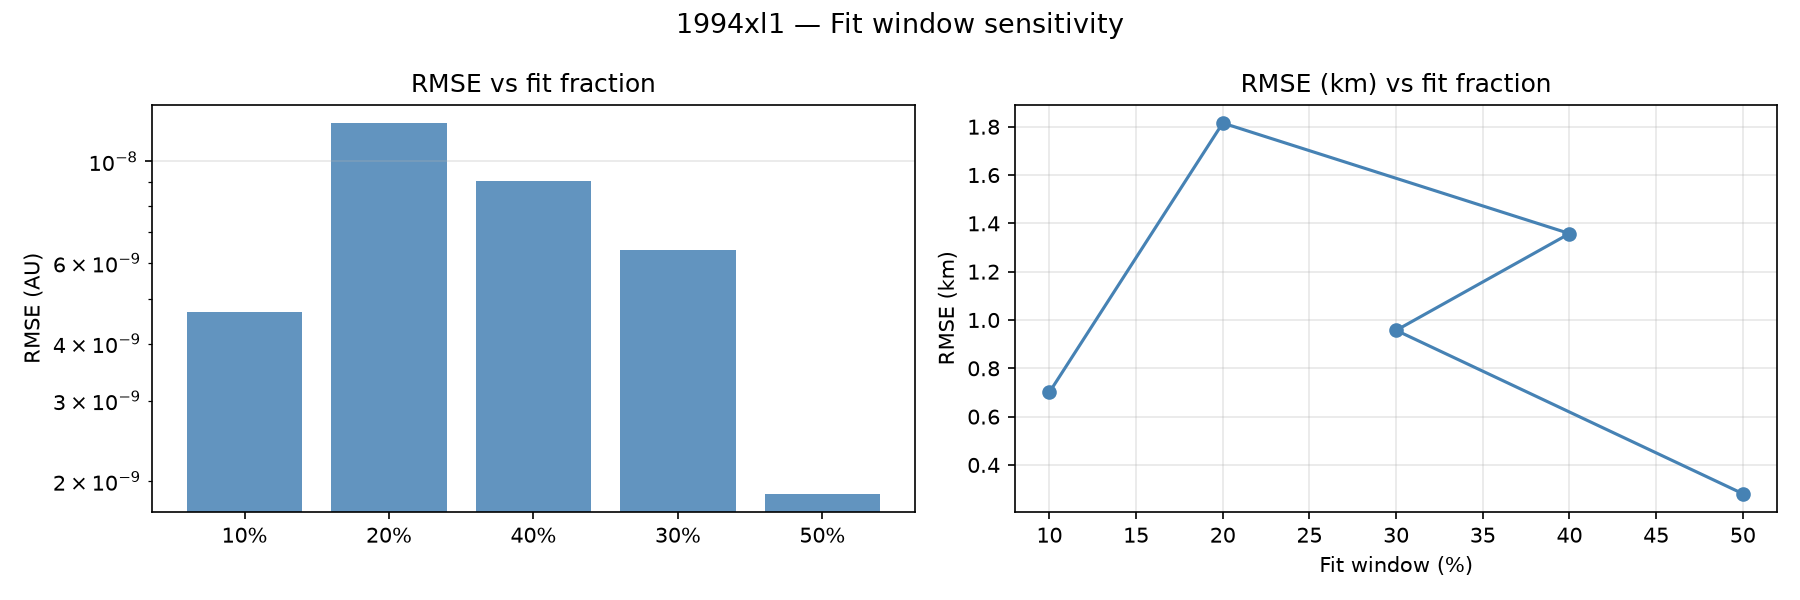 1994xl1 — Fit window sensitivity
RMSE vs fit fraction
RMSE (AU)
10⁻⁸
6 × 10⁻⁹
4 × 10⁻⁹
3 × 10⁻⁹
2 × 10⁻⁹
10% 20% 40% 30% 50%
RMSE (km) vs fit fraction
RMSE (km)
1.8
1.6
1.4
1.2
1.0
0.8
0.6
0.4
10 15 20 25 30 35 40 45 50
Fit window (%)